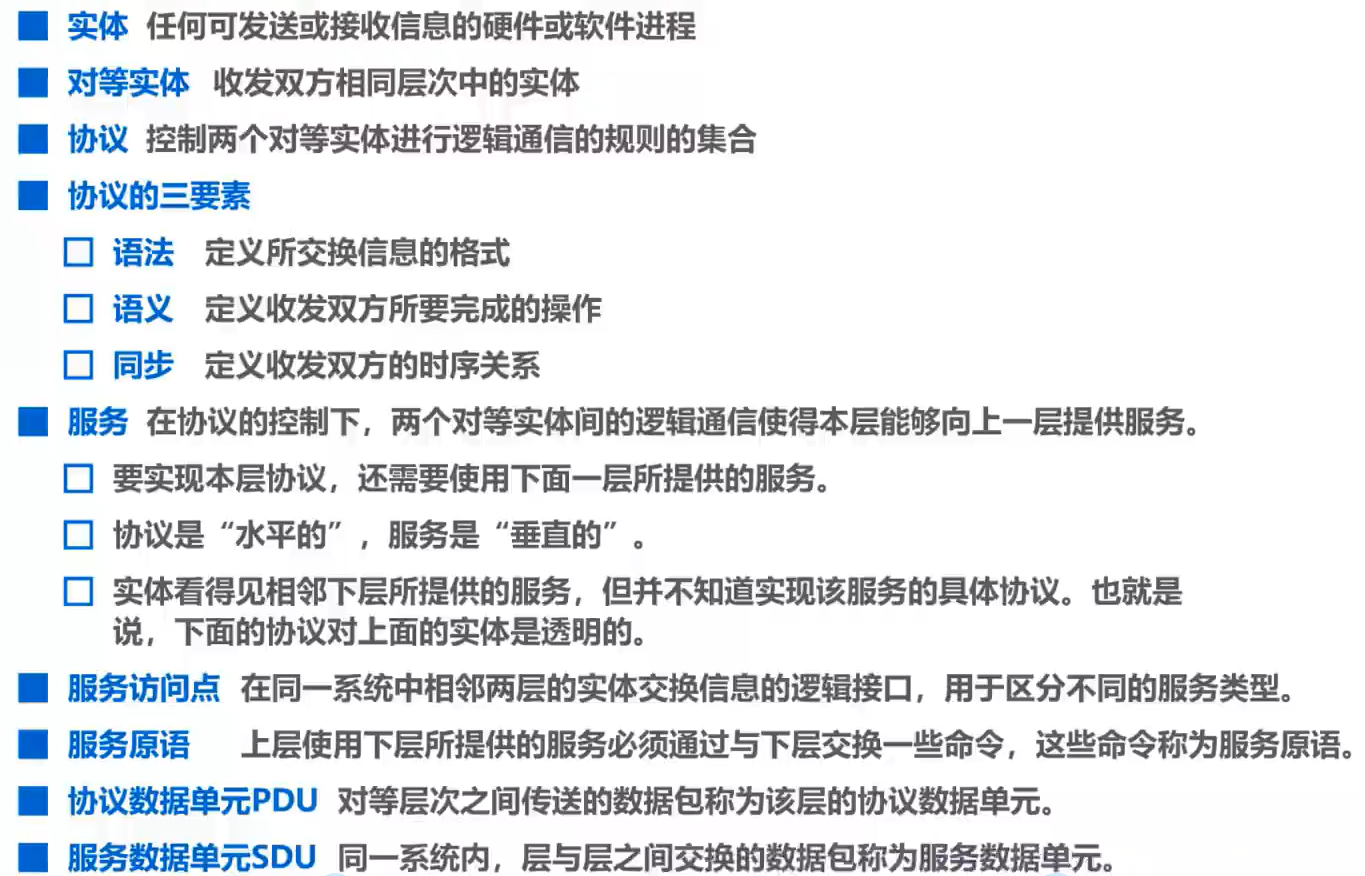 实体 任何可发送或接收信息的硬件或软件进程
对等实体 收发双方相同层次中的实体
协议 控制两个对等实体进行逻辑通信的规则的集合
协议的三要素
语法 定义所交换信息的格式
语义 定义收发双方所要完成的操作
同步 定义收发双方的时序关系
服务 在协议的控制下，两个对等实体间的逻辑通信使得本层能够向上一层提供服务。
要实现本层协议，还需要使用下面一层所提供的服务。
协议是“水平的”，服务是“垂直的”。
实体看得见相邻下层所提供的服务，但并不知道实现该服务的具体协议。也就是
说，下面的协议对上面的实体是透明的。
服务访问点 在同一系统中相邻两层的实体交换信息的逻辑接口，用于区分不同的服务类型。
服务原语 上层使用下层所提供的服务必须通过与下层交换一些命令，这些命令称为服务原语。
协议数据单元PDU 对等层次之间传送的数据包称为该层的协议数据单元。
服务数据单元SDU 同一系统内，层与层之间交换的数据包称为服务数据单元。